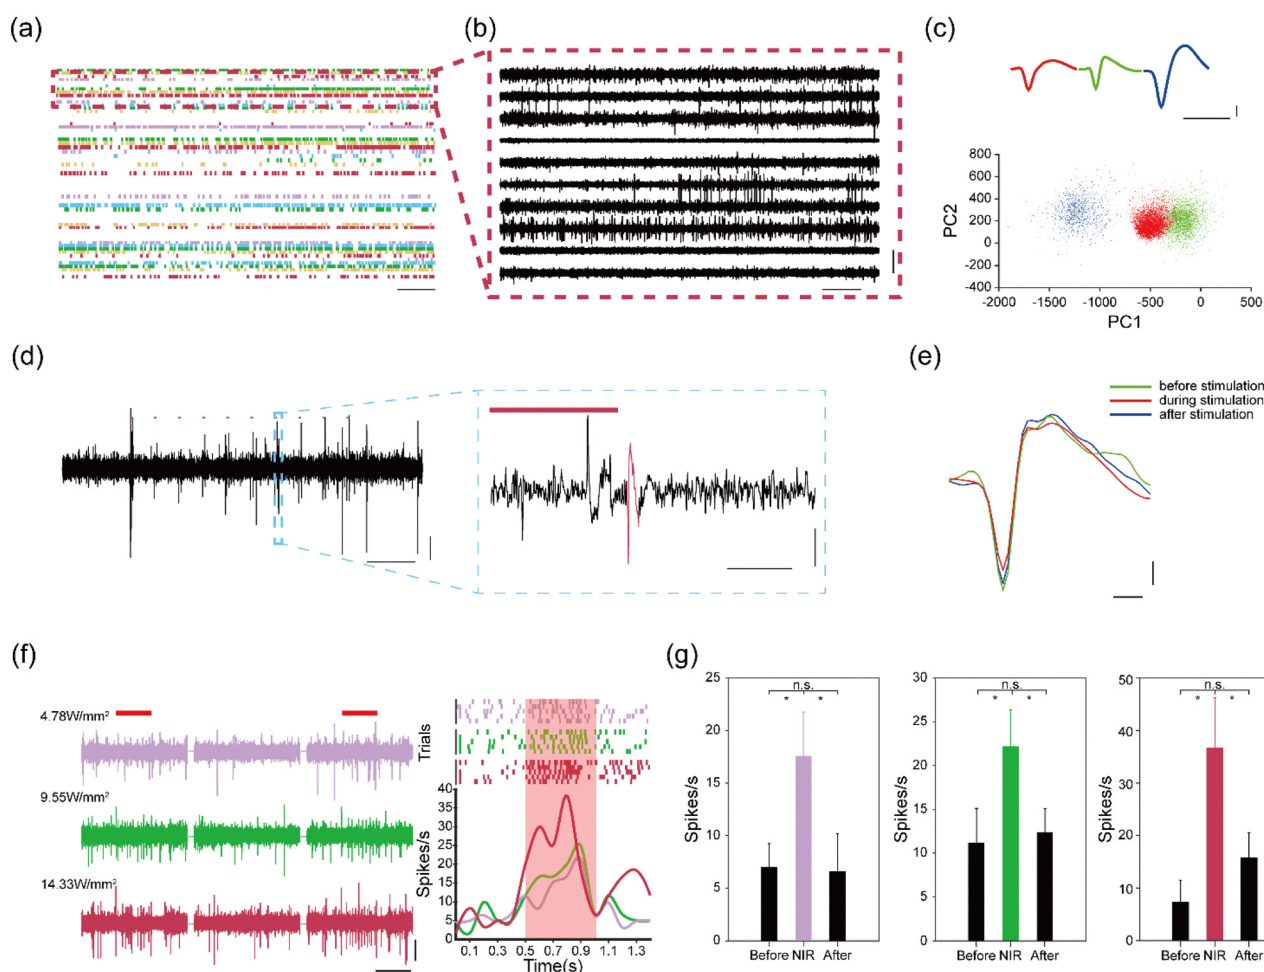 (a)
(b)
(c)
800
600
400
200
0
-200
-400
PC2
-2000
-1500
-1000
-500
0
500
PC1
(d)
(e)
before stimulation
during stimulation
after stimulation
(f)
4.78W/mm²
9.55W/mm²
14.33W/mm²
Trials
40
35
30
25
20
15
10
5
0
Spikes/s
0.1
0.3
0.5
0.7
0.9
1.1
1.3
Time(s)
(g)
25
20
15
10
5
0
Spikes/s
n.s.
*
*
Before NIR After
30
25
20
15
10
5
0
Spikes/s
n.s.
*
*
Before NIR After
50
40
30
20
10
0
Spikes/s
n.s.
*
*
Before NIR After